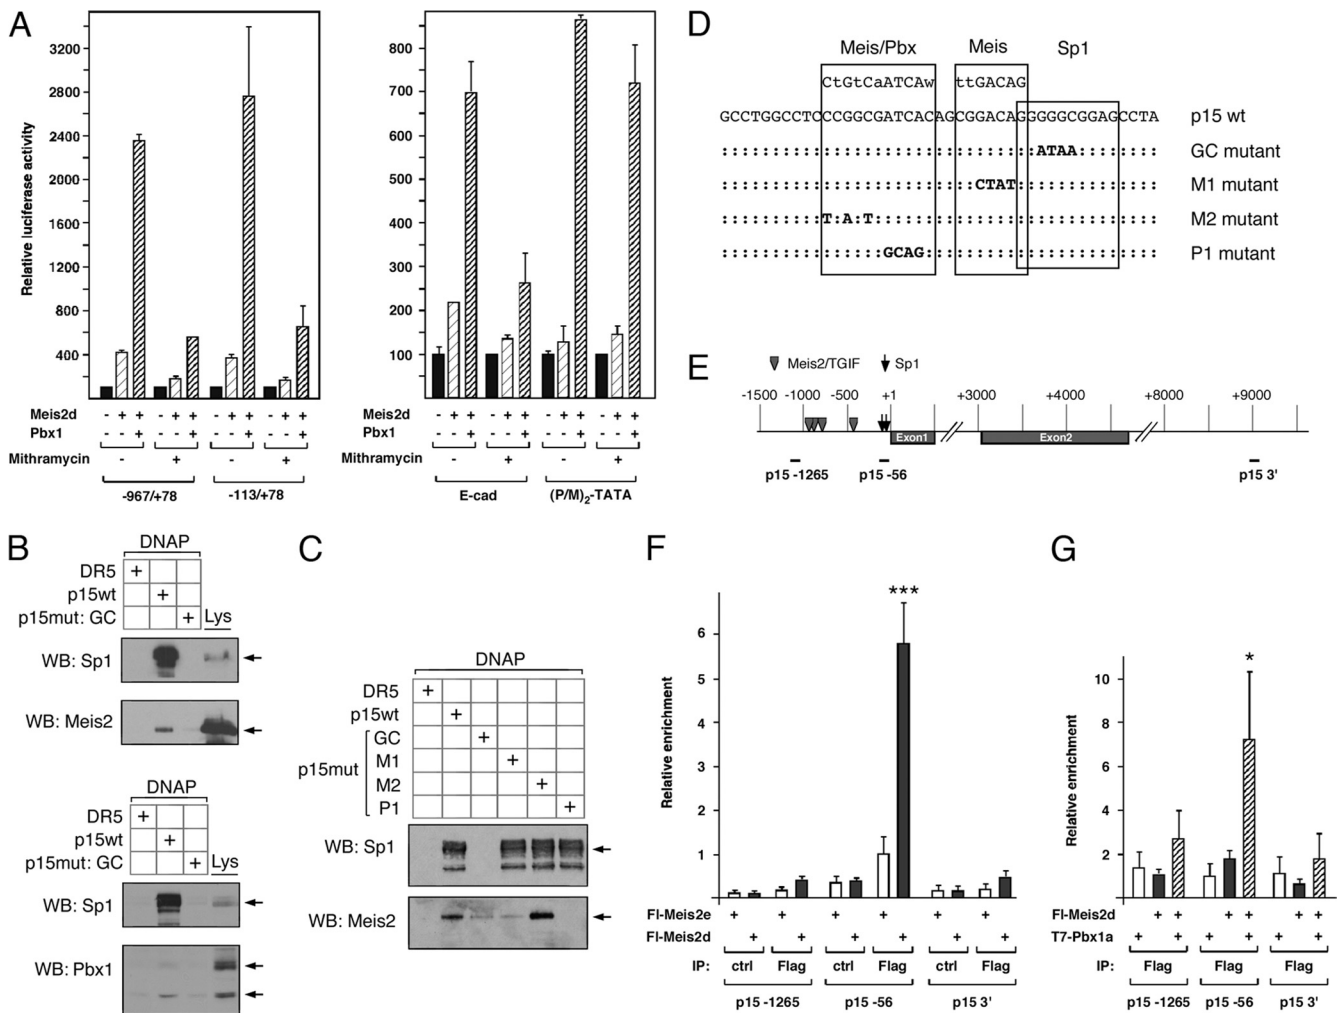 A
Relative luciferase activity
3200
2800
2400
2000
1600
1200
800
400
Meis2d - + + - + + - + + - + +
Pbx1 - - + - - + - - + - - +
Mithramycin - + - +
-967/+78 -113/+78
800
700
600
500
400
300
200
100
Meis2d - + + - + + - + + - + +
Pbx1 - - + - - + - - + - - +
Mithramycin - + - +
E-cad (P/M)2-TATA
B
DNAP
DR5 +
p15wt +
p15mut: GC + Lys
WB: Sp1
WB: Meis2
DNAP
DR5 +
p15wt +
p15mut: GC + Lys
WB: Sp1
WB: Pbx1
C
DNAP
DR5 +
p15wt +
p15mut
GC +
M1 +
M2 +
P1 +
WB: Sp1
WB: Meis2
D
Meis/Pbx Meis Sp1
CtGtCaATCAw ttGACAG
GCCTGGCCTCCCGGCGATCACAGCGGACAGGGGGCGGAGCCTA p15 wt
ATAA GC mutant
CTAT M1 mutant
T:A:T M2 mutant
GCAG P1 mutant
E
Meis2/TGIF Sp1
-1500 -1000 -500 +1 +3000 +4000 +8000 +9000
Exon1 Exon2
p15 -1265 p15 -56 p15 3'
F
***
Relative enrichment
6
5
4
3
2
1
Fl-Meis2e + + + + + +
Fl-Meis2d + + + + + +
IP: ctrl Flag ctrl Flag ctrl Flag
p15 -1265 p15 -56 p15 3'
G
*
Relative enrichment
10
8
6
4
2
Fl-Meis2d + + + + + +
T7-Pbx1a + + + + + +
IP: Flag Flag Flag
p15 -1265 p15 -56 p15 3'